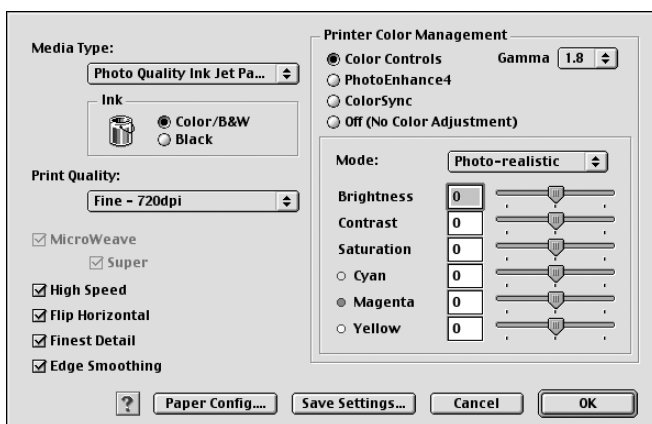 Media Type:
Photo Quality Ink Jet Pa...
Ink
Color/B&W
Black
Print Quality:
Fine - 720dpi
MicroWeave
Super
High Speed
Flip Horizontal
Finest Detail
Edge Smoothing
Printer Color Management
Color Controls
Gamma 1.8
PhotoEnhance4
ColorSync
Off (No Color Adjustment)
Mode: Photo-realistic
Brightness 0
Contrast 0
Saturation 0
Cyan 0
Magenta 0
Yellow 0
? Paper Config.... Save Settings... Cancel OK